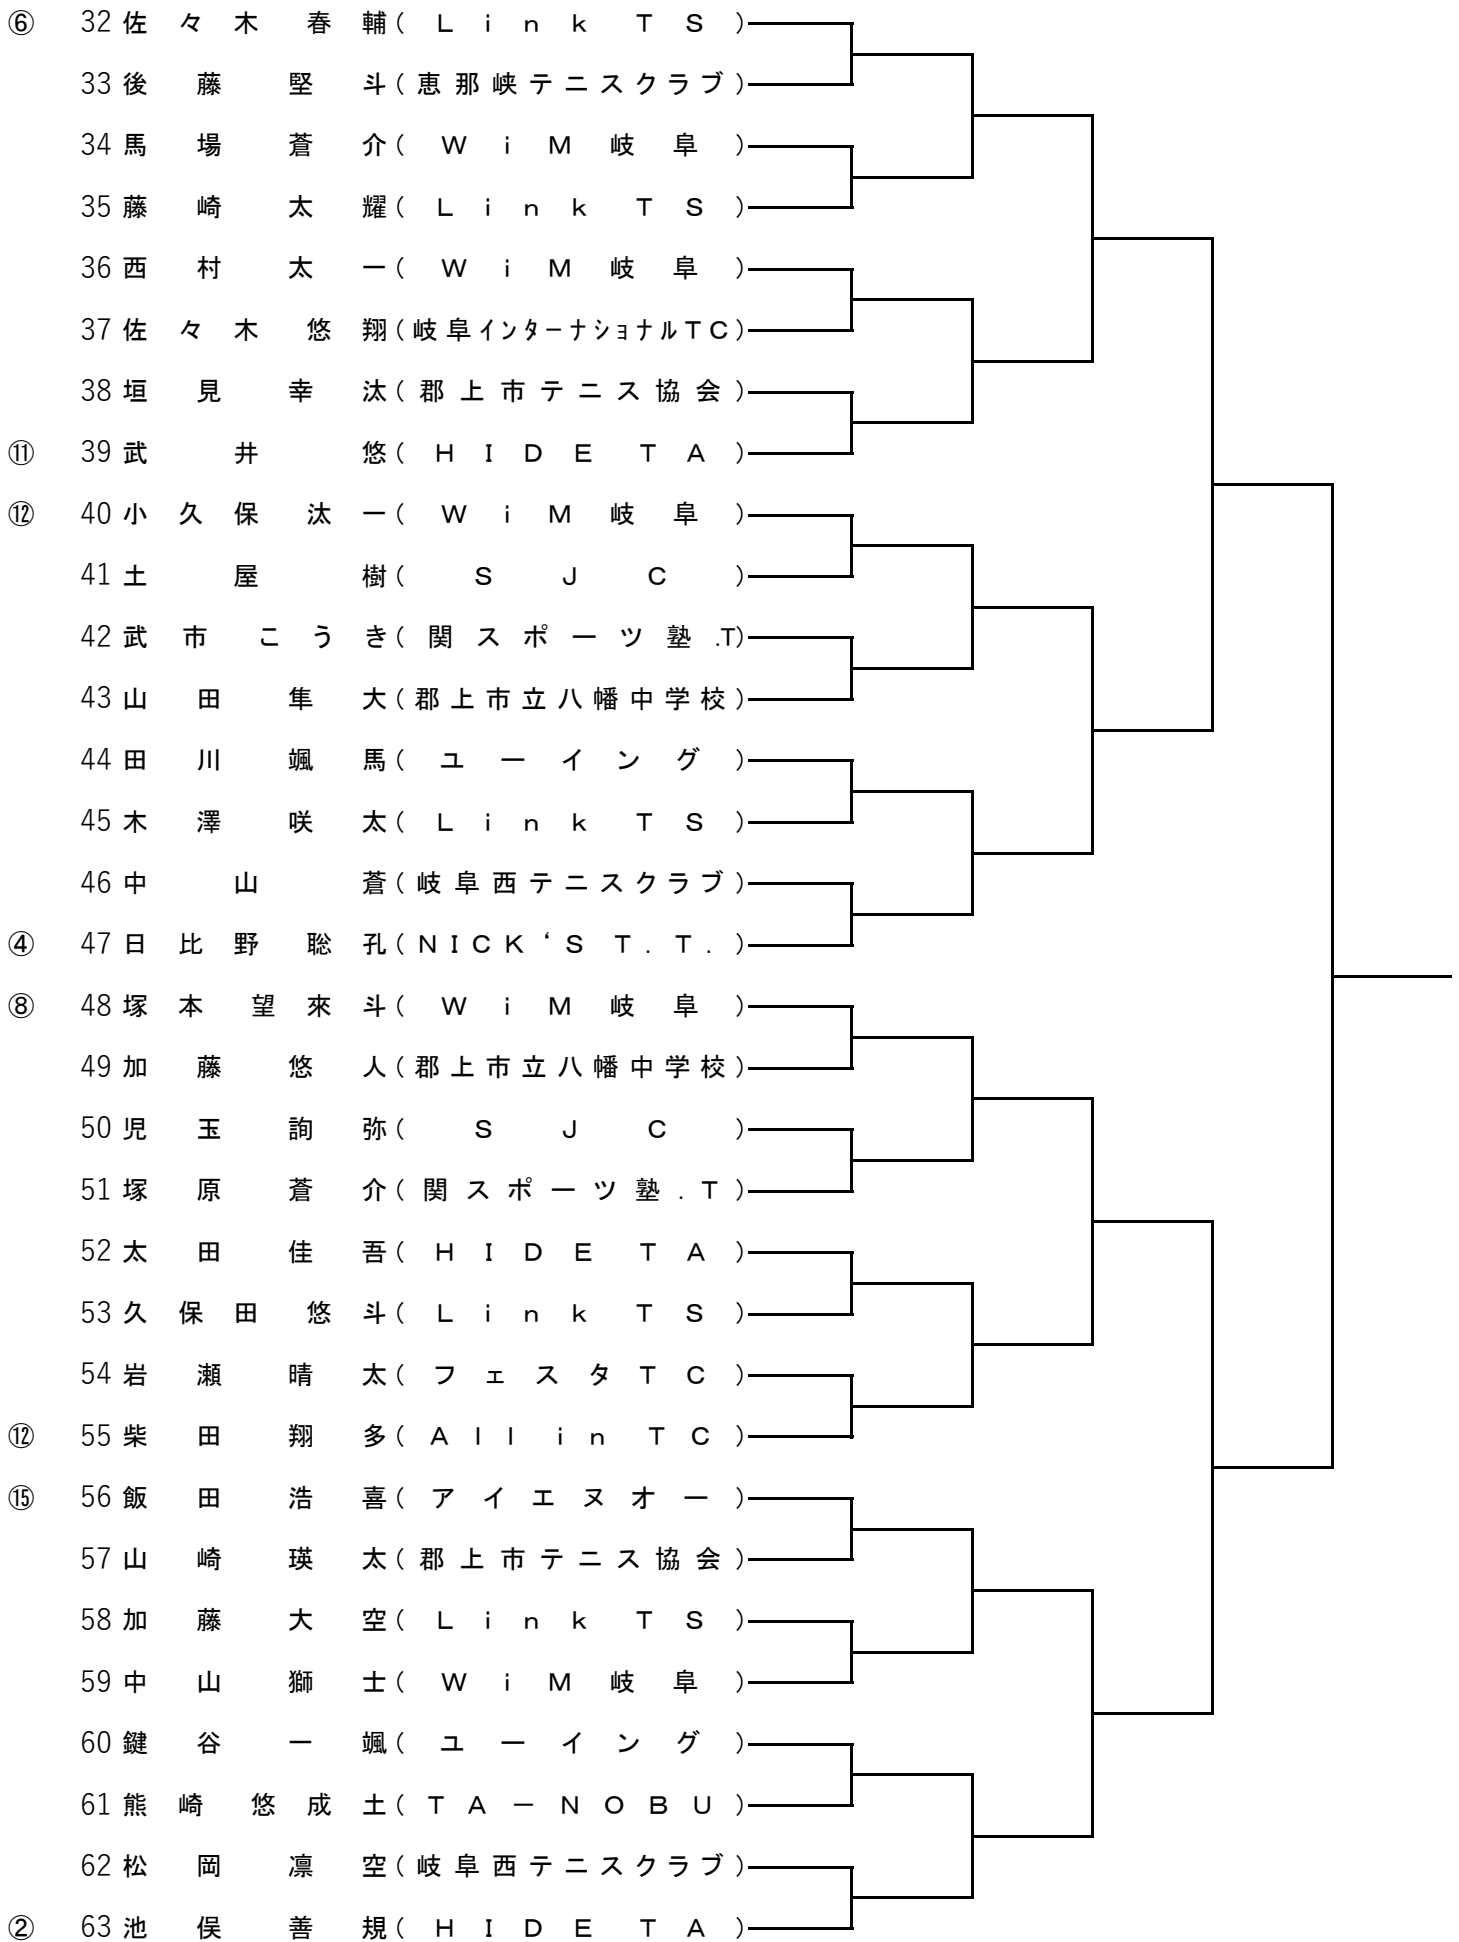 ⑥ 32 佐々木 春輔 ( Link TS )
33 後藤 堅斗 ( 恵那峡テニスクラブ )
34 馬場 蒼介 ( WiM岐阜 )
35 藤崎 太耀 ( Link TS )
36 西村 太一 ( WiM岐阜 )
37 佐々木 悠翔 ( 岐阜インターナショナルTC )
38 垣見 幸汰 ( 郡上市テニス協会 )
⑪ 39 武井 悠 ( HIDE TA )
⑫ 40 小久保 汰一 ( WiM岐阜 )
41 土屋 樹 ( SJC )
42 武市 こうき ( 関スポーツ塾.T )
43 山田 隼大 ( 郡上市立八幡中学校 )
44 田川 颯馬 ( ユーイング )
45 木澤 咲太 ( Link TS )
46 中山 蒼 ( 岐阜西テニスクラブ )
④ 47 日比野 聡孔 ( NICK‘S T.T. )
⑧ 48 塚本 望來斗 ( WiM岐阜 )
49 加藤 悠人 ( 郡上市立八幡中学校 )
50 児玉 詢弥 ( SJC )
51 塚原 蒼介 ( 関スポーツ塾.T )
52 太田 佳吾 ( HIDE TA )
53 久保田 悠斗 ( Link TS )
54 岩瀬 晴太 ( フェスタTC )
⑫ 55 柴田 翔多 ( All in TC )
⑮ 56 飯田 浩喜 ( アイエヌオー )
57 山崎 瑛太 ( 郡上市テニス協会 )
58 加藤 大空 ( Link TS )
59 中山 獅士 ( WiM岐阜 )
60 鍵谷 一颯 ( ユーイング )
61 熊崎 悠成土 ( TA－NOBU )
62 松岡 凛空 ( 岐阜西テニスクラブ )
② 63 池俣 善規 ( HIDE TA )